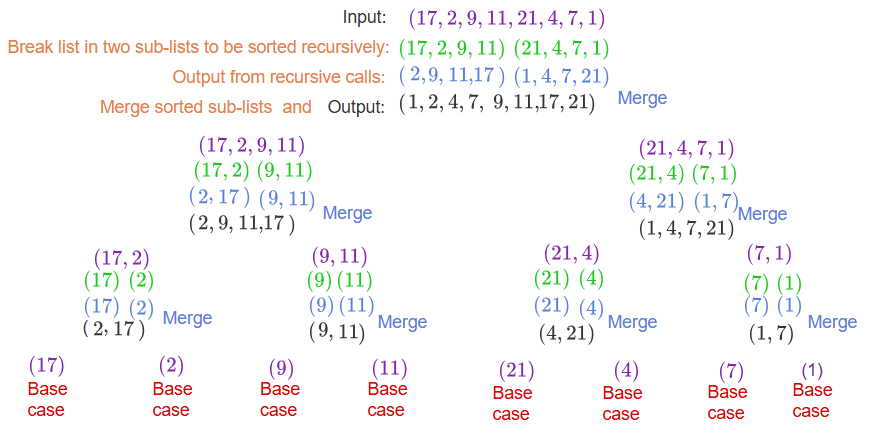 Input: (17, 2, 9, 11, 21, 4, 7, 1)
Break list in two sub-lists to be sorted recursively: (17, 2, 9, 11) (21, 4, 7, 1)
Output from recursive calls: (2,9, 11,17 ) (1, 4, 7, 21)
Merge sorted sub-lists and Output: (1, 2, 4, 7, 9, 11,17, 21) Merge
(17, 2, 9, 11) (21, 4, 7, 1)
(17, 2) (9, 11) (21, 4) (7, 1)
(2, 17 ) (9, 11) Merge (4, 21) (1, 7) Merge
(2, 9, 11,17 ) (1, 4, 7, 21)
(17, 2) (9, 11) (21, 4) (7, 1)
(17) (2) (9) (11) (21) (4) (7) (1)
(17) (2) Merge (9) (11) Merge (21) (4) Merge (7) (1) Merge
(2, 17 ) (9, 11) (4, 21) (1, 7)
(17) (2) (9) (11) (21) (4) (7) (1)
Base Base Base Base Base Base Base Base
case case case case case case case case